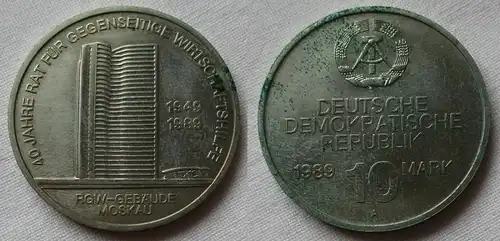 40 JAHRE RAT FÜR GEGENSEITIGE WIRTSCHAFTSHILFE
1949
1989
RGW-GEBÄUDE
MOSKAU
DEUTSCHE
DEMOKRATISCHE
REPUBLIK
1989 10 MARK
A